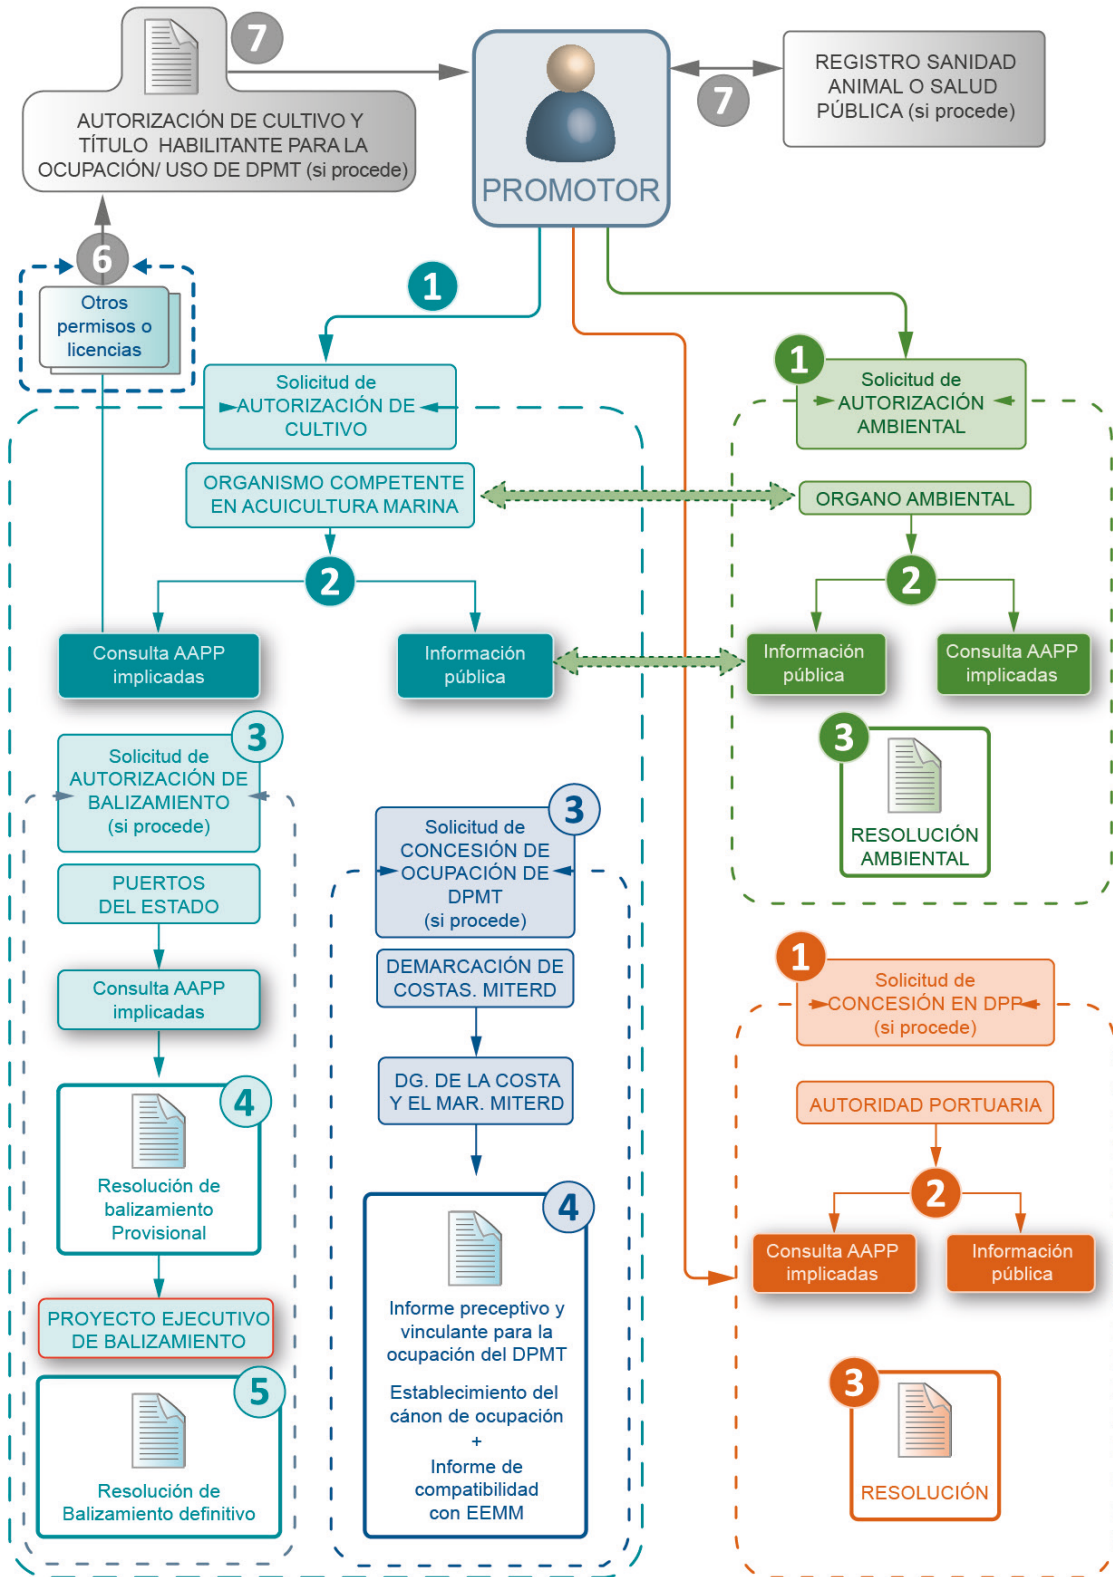 7
AUTORIZACIÓN DE CULTIVO Y
TÍTULO HABILITANTE PARA LA
OCUPACIÓN/ USO DE DPMT (si procede)
PROMOTOR
7
REGISTRO SANIDAD
ANIMAL O SALUD
PÚBLICA (si procede)
6
Otros
permisos o
licencias
1
Solicitud de
AUTORIZACIÓN DE
CULTIVO
ORGANISMO COMPETENTE
EN ACUICULTURA MARINA
2
Consulta AAPP
implicadas
Información
pública
1
Solicitud de
AUTORIZACIÓN
AMBIENTAL
ORGANO AMBIENTAL
2
Información
pública
Consulta AAPP
implicadas
3
RESOLUCIÓN
AMBIENTAL
3
Solicitud de
AUTORIZACIÓN DE
BALIZAMIENTO
(si procede)
PUERTOS
DEL ESTADO
Consulta AAPP
implicadas
4
Resolución de
balizamiento
Provisional
PROYECTO EJECUTIVO
DE BALIZAMIENTO
5
Resolución de
Balizamiento definitivo
3
Solicitud de
CONCESIÓN DE
OCUPACIÓN DE
DPMT
(si procede)
DEMARCACIÓN DE
COSTAS. MITERD
DG. DE LA COSTA
Y EL MAR. MITERD
4
Informe preceptivo y
vinculante para la
ocupación del DPMT
Establecimiento del
cánon de ocupación
+
Informe de
compatibilidad
con EEMM
1
Solicitud de
CONCESIÓN EN DPP
(si procede)
AUTORIDAD PORTUARIA
2
Consulta AAPP
implicadas
Información
pública
3
RESOLUCIÓN